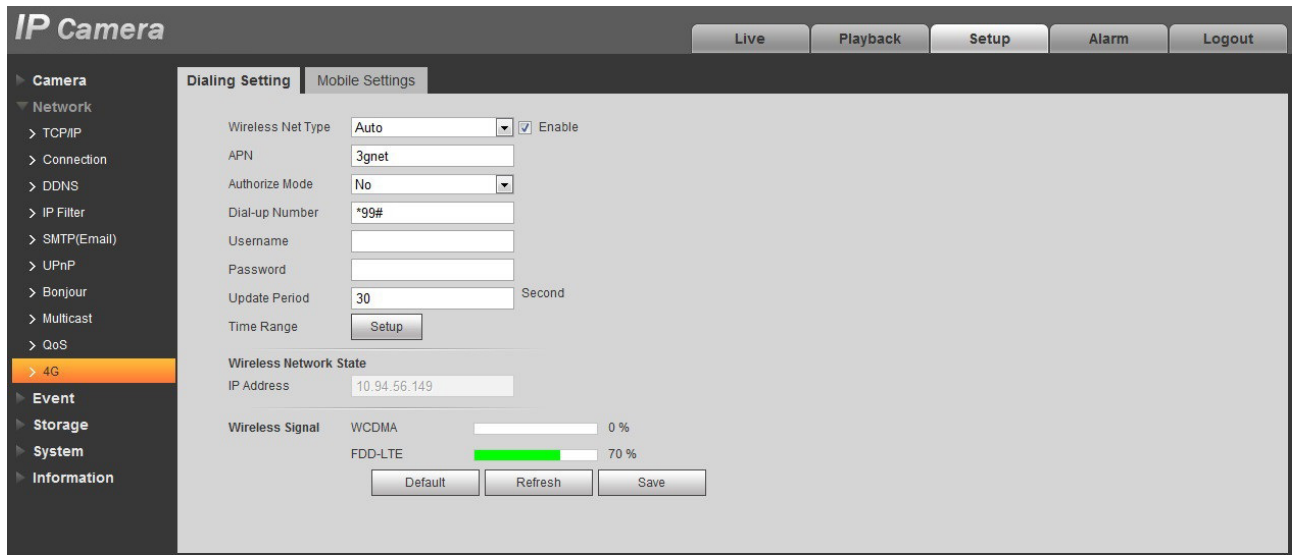 IP Camera
Live
Playback
Setup
Alarm
Logout
Camera
Network
TCP/IP
Connection
DDNS
IP Filter
SMTP(Email)
UPnP
Bonjour
Multicast
QoS
4G
Event
Storage
System
Information
Dialing Setting
Mobile Settings
Wireless Net Type Auto Enable
APN 3gnet
Authorize Mode No
Dial-up Number *99#
Username
Password
Update Period 30 Second
Time Range Setup
Wireless Network State
IP Address 10.94.56.149
Wireless Signal WCDMA 0 %
FDD-LTE 70 %
Default Refresh Save